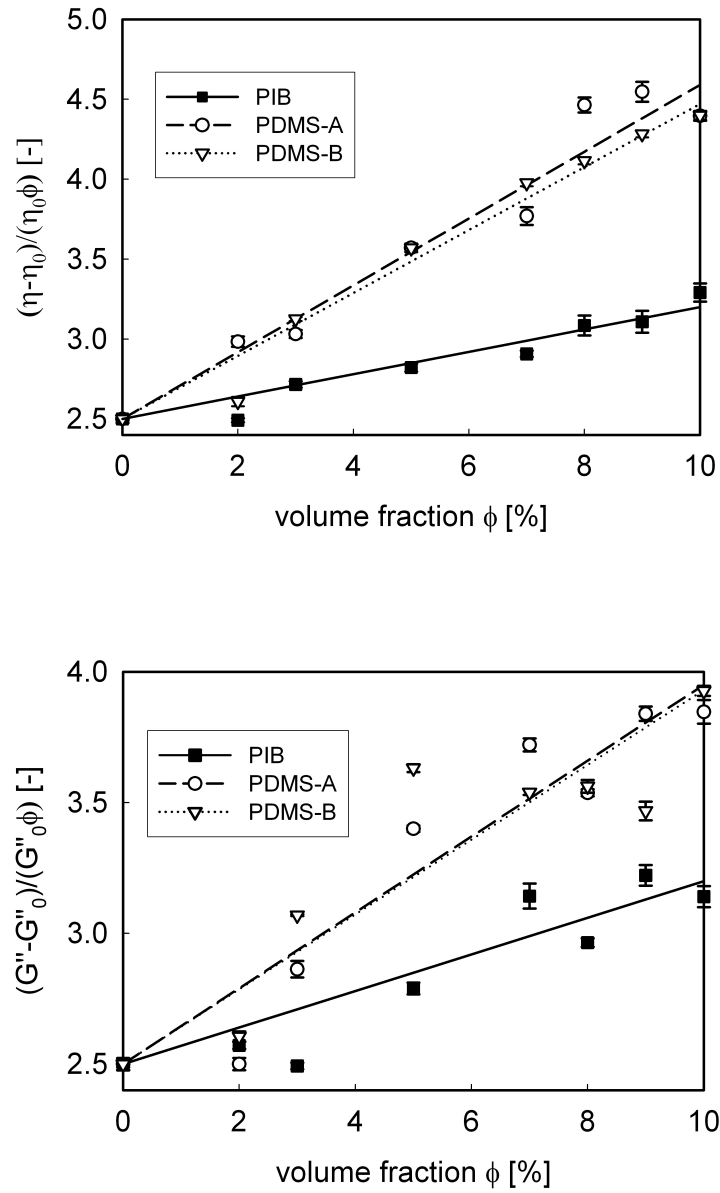 5.0
4.5
4.0
3.5
3.0
2.5
(η-η₀)/(η₀ϕ) [-]
PIB
PDMS-A
PDMS-B
0 2 4 6 8 10
volume fraction ϕ [%]
4.0
3.5
3.0
2.5
(G"-G"₀)/(G"₀ϕ) [-]
PIB
PDMS-A
PDMS-B
0 2 4 6 8 10
volume fraction ϕ [%]